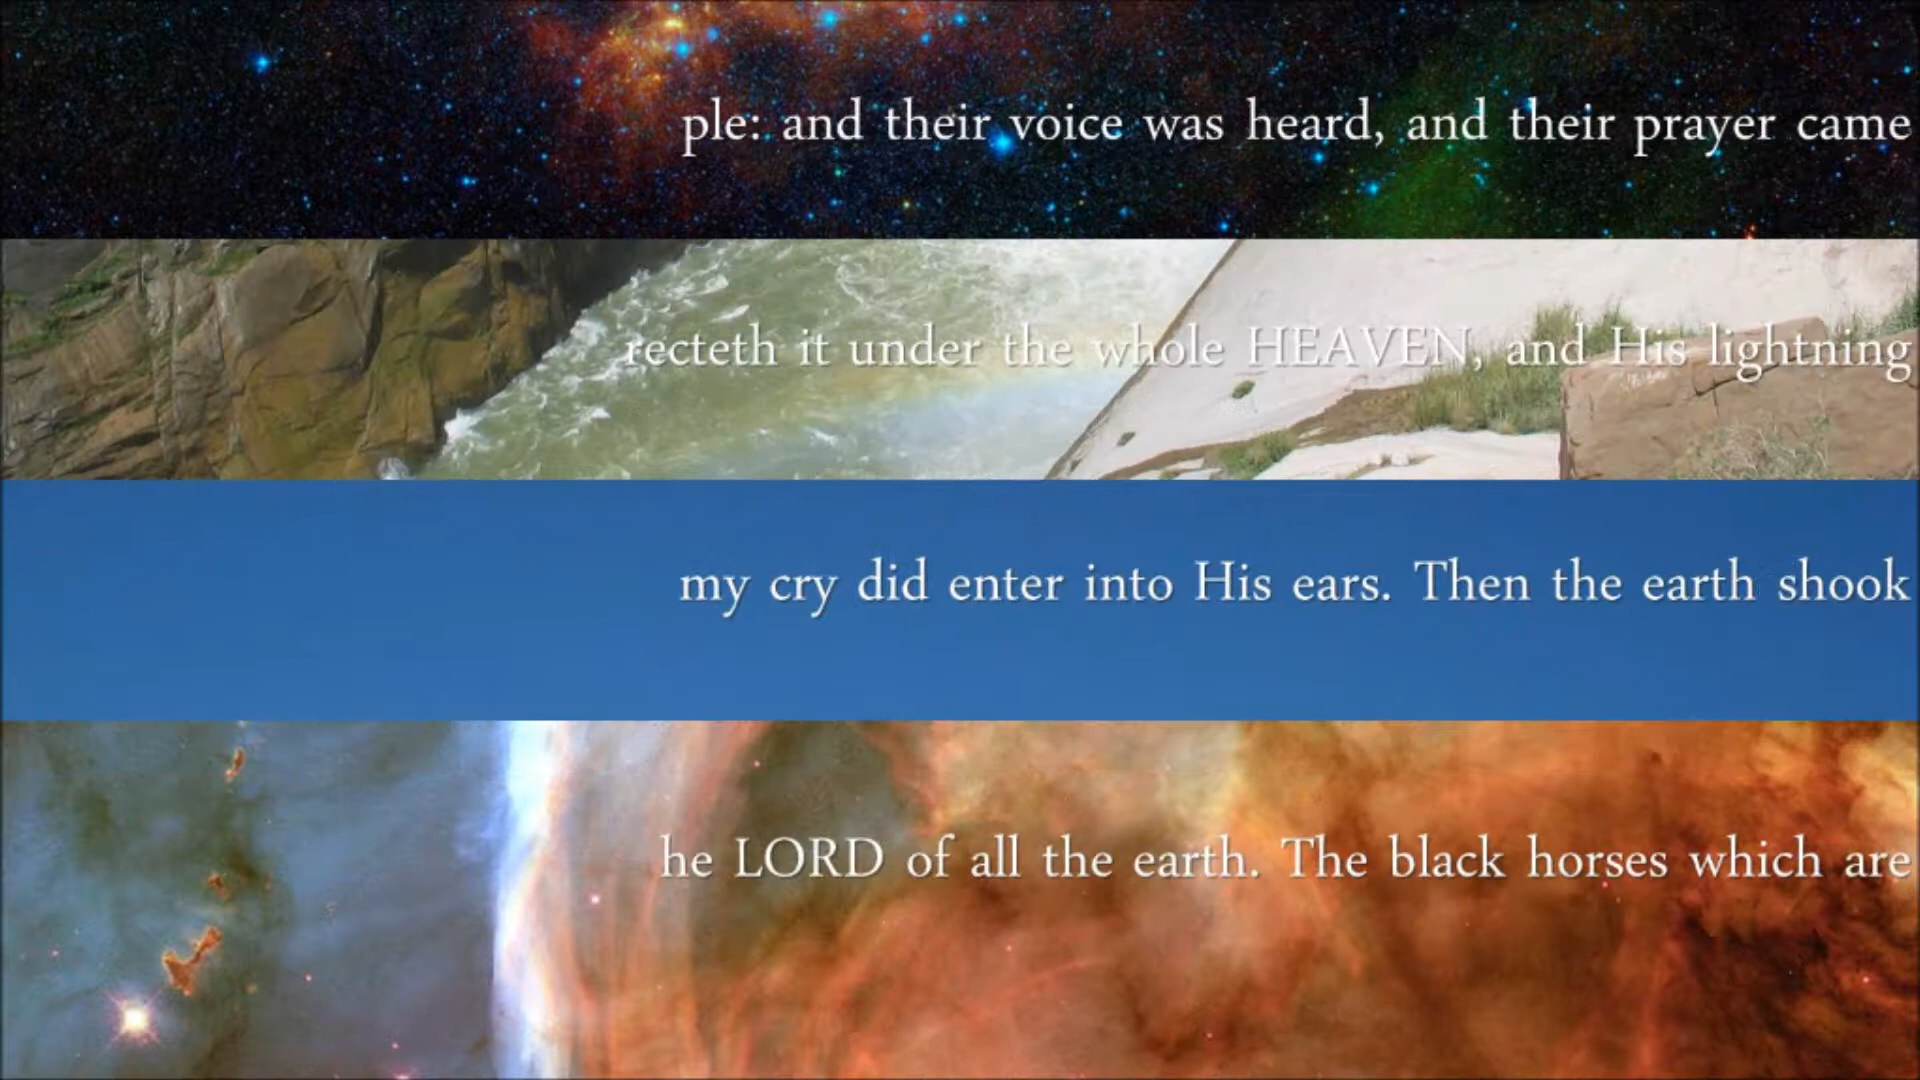 ple: and their voice was heard, and their prayer came
recteth it under the whole HEAVEN, and His lightning
my cry did enter into His ears. Then the earth shook
he LORD of all the earth. The black horses which are